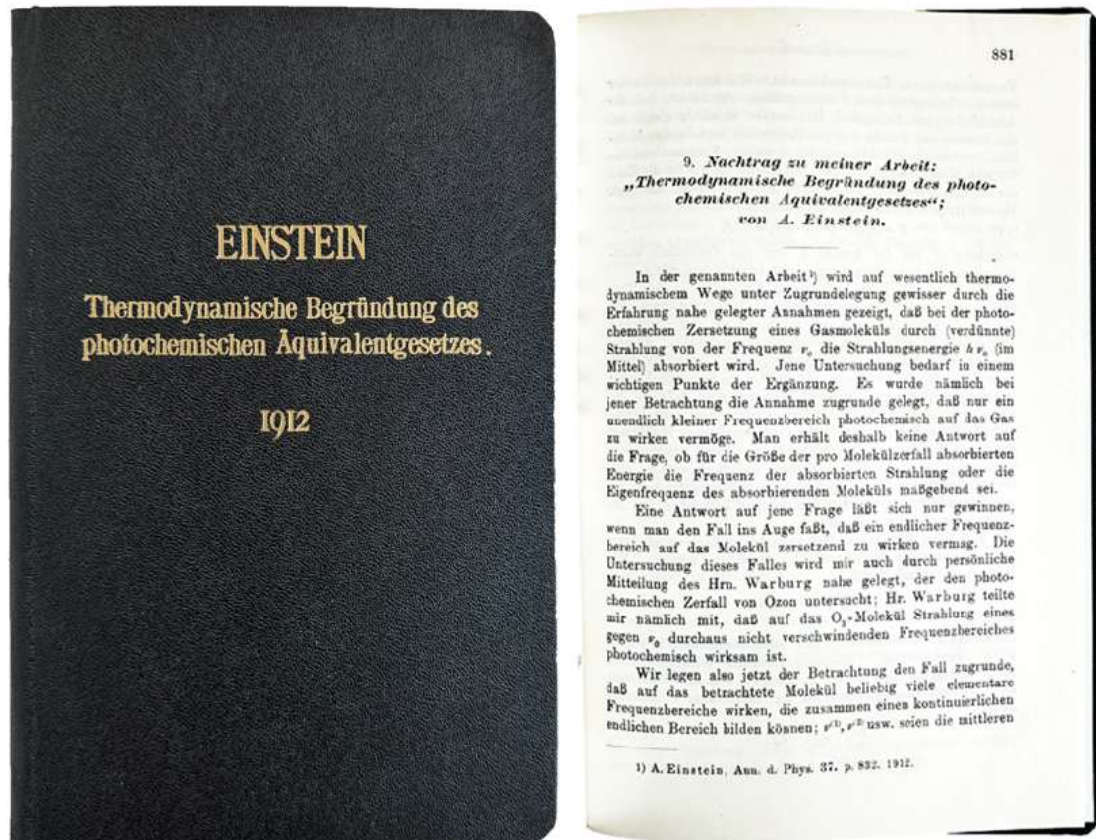 EINSTEIN
Thermodynamische Begründung des
photochemischen Äquivalentgesetzes.
1912
881
9. Nachtrag zu meiner Arbeit:
„Thermodynamische Begründung des photo-
chemischen Äquivalentgesetzes“;
von A. Einstein.
In der genannten Arbeit¹) wird auf wesentlich thermo-
dynamischem Wege unter Zugrundelegung gewisser durch die
Erfahrung nahe gelegter Annahmen gezeigt, daß bei der photo-
chemischen Zersetzung eines Gasmoleküls durch (verdünnte)
Strahlung von der Frequenz ν₀ die Strahlungsenergie h ν₀ (im
Mittel) absorbiert wird. Jene Untersuchung bedarf in einem
wichtigen Punkte der Ergänzung. Es wurde nämlich bei
jener Betrachtung die Annahme zugrunde gelegt, daß nur ein
unendlich kleiner Frequenzbereich photochemisch auf das Gas
zu wirken vermöge. Man erhält deshalb keine Antwort auf
die Frage, ob für die Größe der pro Molekülzerfall absorbierten
Energie die Frequenz der absorbierten Strahlung oder die
Eigenfrequenz des absorbierenden Moleküls maßgebend sei.
Eine Antwort auf jene Frage läßt sich nur gewinnen,
wenn man den Fall ins Auge faßt, daß ein endlicher Frequenz-
bereich auf das Molekül zersetzend zu wirken vermag. Die
Untersuchung dieses Falles wird mir auch durch persönliche
Mitteilung des Hrn. Warburg nahe gelegt, der den photo-
chemischen Zerfall von Ozon untersucht; Hr. Warburg teilte
mir nämlich mit, daß auf das O₃-Molekül Strahlung eines
gegen ν₀ durchaus nicht verschwindenden Frequenzbereiches
photochemisch wirksam ist.
Wir legen also jetzt der Betrachtung den Fall zugrunde,
daß auf das betrachtete Molekül beliebig viele elementare
Frequenzbereiche wirken, die zusammen einen kontinuierlichen
endlichen Bereich bilden können; ν⁽¹⁾, ν⁽²⁾ usw. seien die mittleren
1) A. Einstein, Ann. d. Phys. 37. p. 832. 1912.